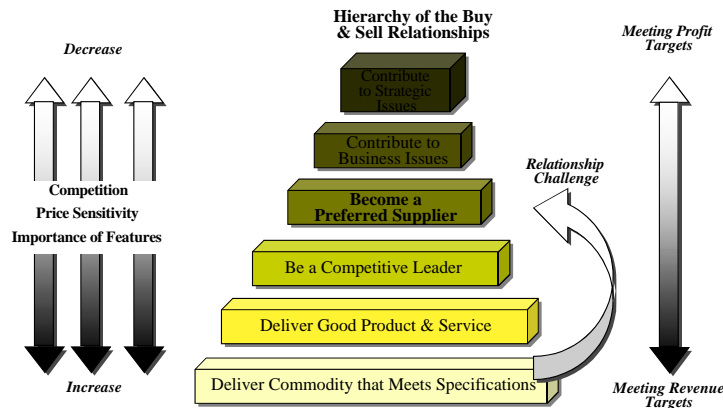 Hierarchy of the Buy
& Sell Relationships
Decrease
Meeting Profit
Targets
Contribute
to Strategic
Issues
Contribute to
Business Issues
Relationship
Challenge
Competition
Price Sensitivity
Importance of Features
Become a
Preferred Supplier
Be a Competitive Leader
Deliver Good Product & Service
Deliver Commodity that Meets Specifications
Increase
Meeting Revenue
Targets